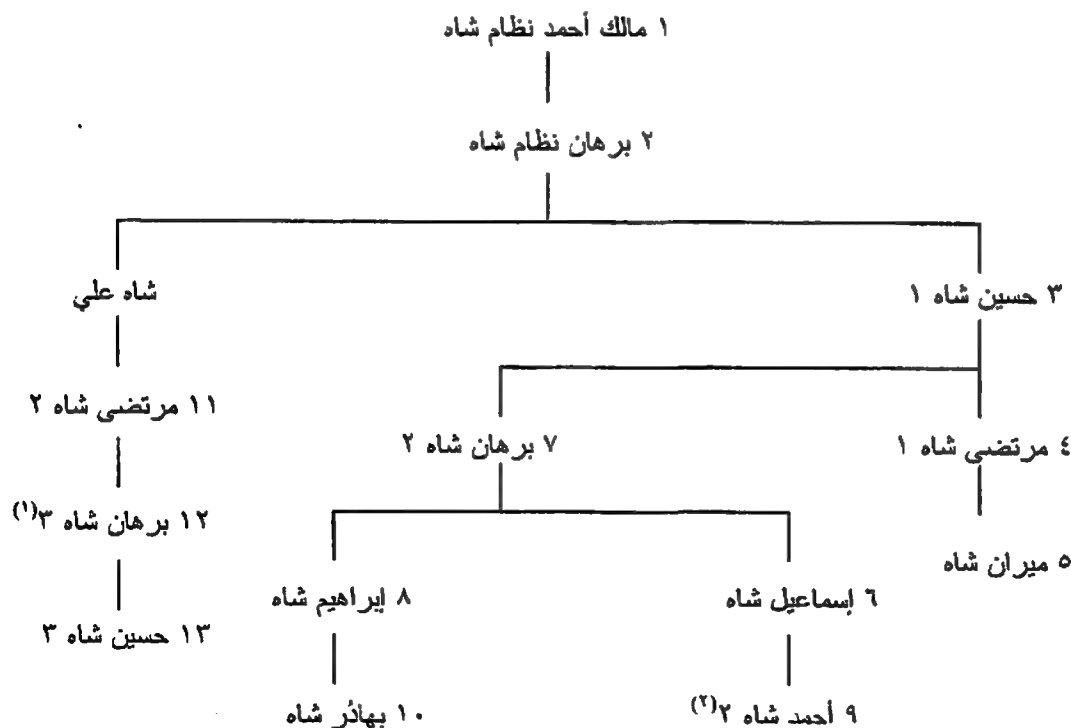 ١ مالك أحمد نظام شاه
٢ برهان نظام شاه
٣ حسين شاه ١
شاه علي
٤ مرتضى شاه ١
٧ برهان شاه ٢
١١ مرتضى شاه ٢
٥ ميران شاه
١٢ برهان شاه ٣(١)
٦ إسماعيل شاه
٨ إبراهيم شاه
١٣ حسين شاه ٣
٩ أحمد شاه ٢(٢)
١٠ بهادر شاه